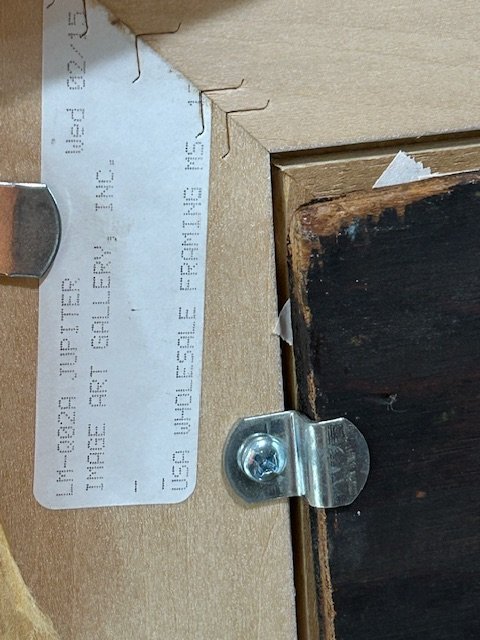 LM-0029 JUPITER Wed 02/15
IMAGE ART GALLERY, INC.
USA WHOLESALE FRAMING MS